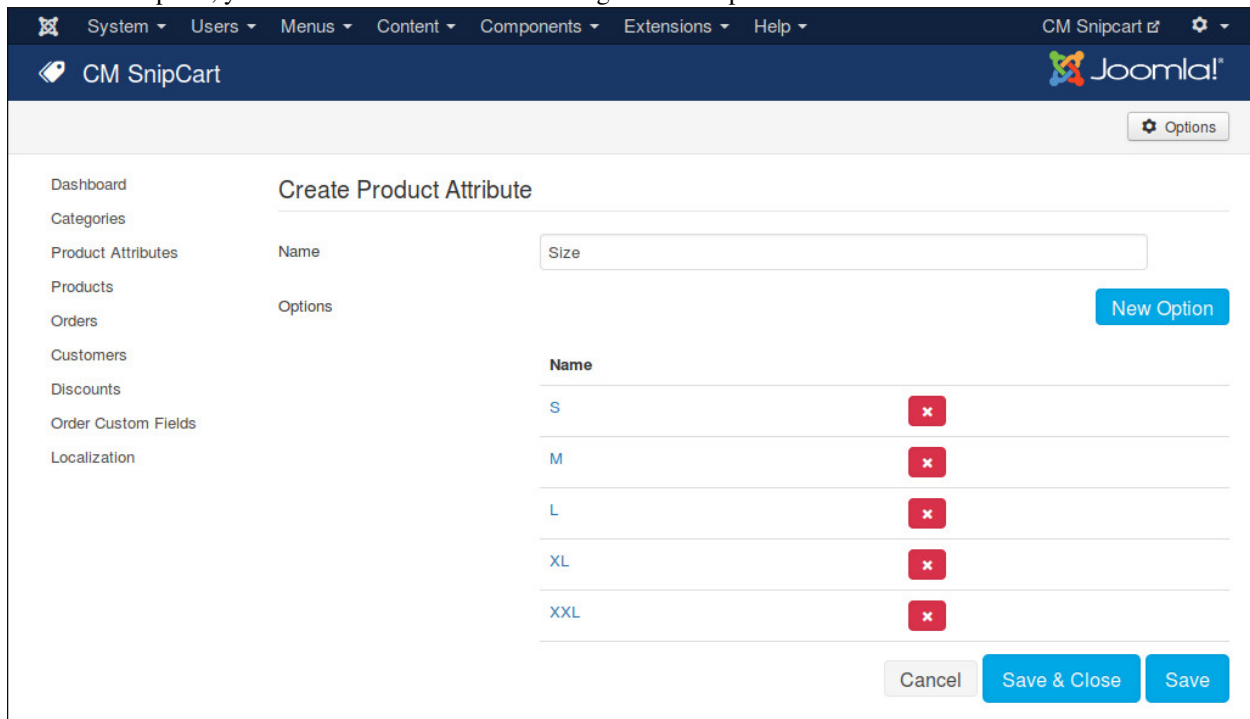 System Users Menus Content Components Extensions Help CM Snipcart
CM SnipCart Joomla!®
Options
Dashboard
Categories
Product Attributes
Products
Orders
Customers
Discounts
Order Custom Fields
Localization
Create Product Attribute
Name Size
Options New Option
Name
S
M
L
XL
XXL
Cancel Save & Close Save